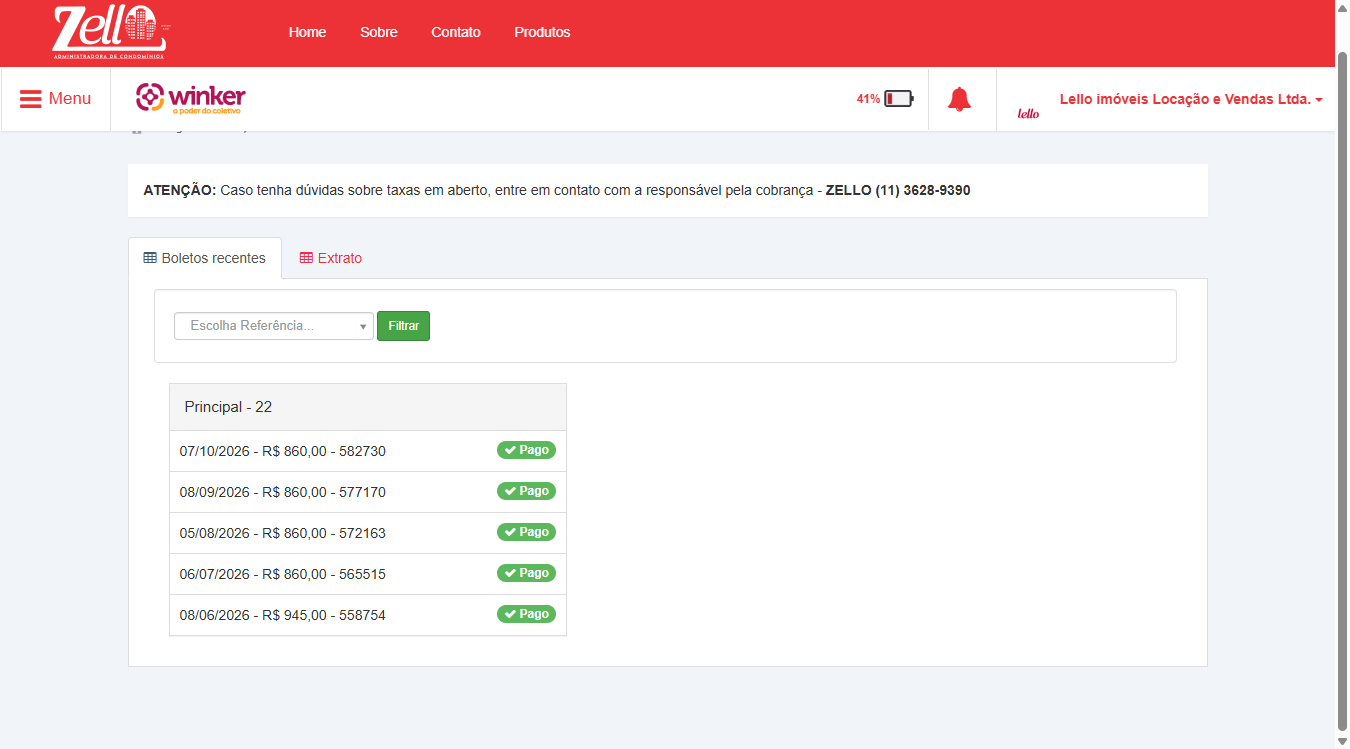 Zello
ADMINISTRADORA DE CONDOMÍNIOS
Home Sobre Contato Produtos
Menu
winker
o poder do coletivo
41%
lello
Lello imóveis Locação e Vendas Ltda.
ATENÇÃO: Caso tenha dúvidas sobre taxas em aberto, entre em contato com a responsável pela cobrança - ZELLO (11) 3628-9390
Boletos recentes Extrato
Escolha Referência... Filtrar
Principal - 22
07/10/2026 - R$ 860,00 - 582730 Pago
08/09/2026 - R$ 860,00 - 577170 Pago
05/08/2026 - R$ 860,00 - 572163 Pago
06/07/2026 - R$ 860,00 - 565515 Pago
08/06/2026 - R$ 945,00 - 558754 Pago